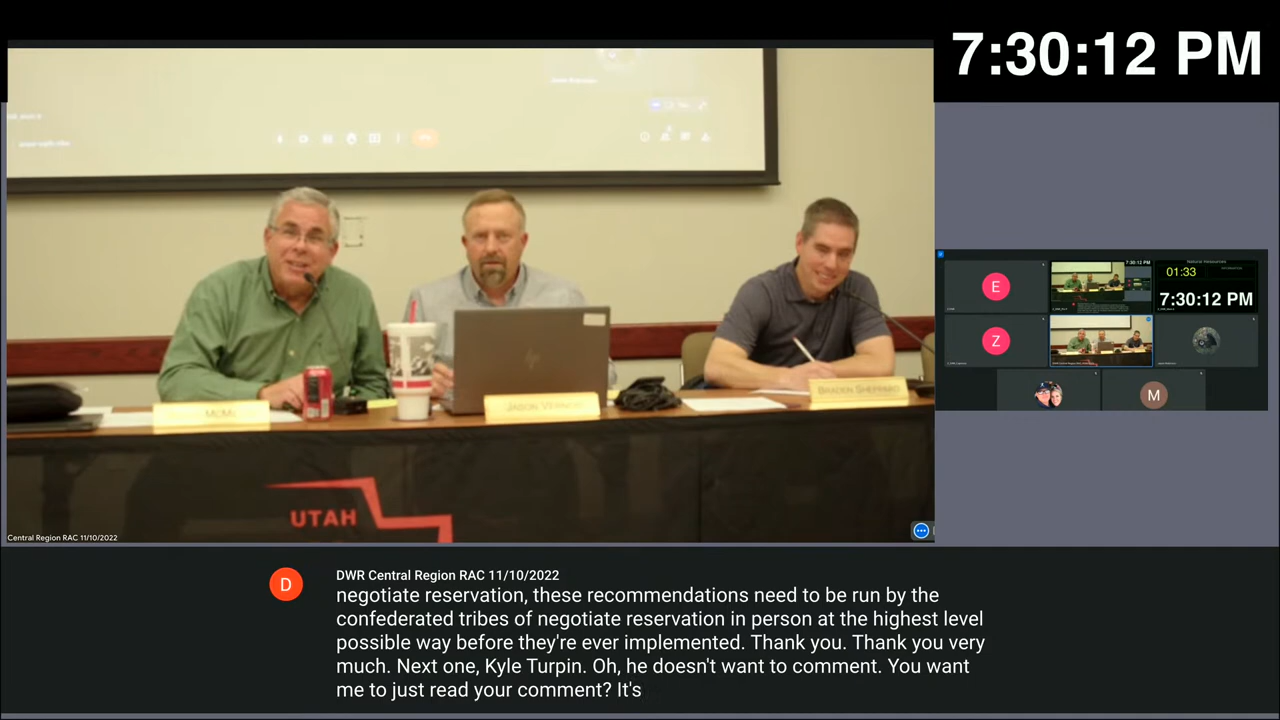 7:30:12 PM
E
01:33
7:30:12 PM
Z
M
BRADEN SHEPPARD
UTAH
Central Region RAC 11/10/2022
D
DWR Central Region RAC 11/10/2022
negotiate reservation, these recommendations need to be run by the
confederated tribes of negotiate reservation in person at the highest level
possible way before they're ever implemented. Thank you. Thank you very
much. Next one, Kyle Turpin. Oh, he doesn't want to comment. You want
me to just read your comment? It's